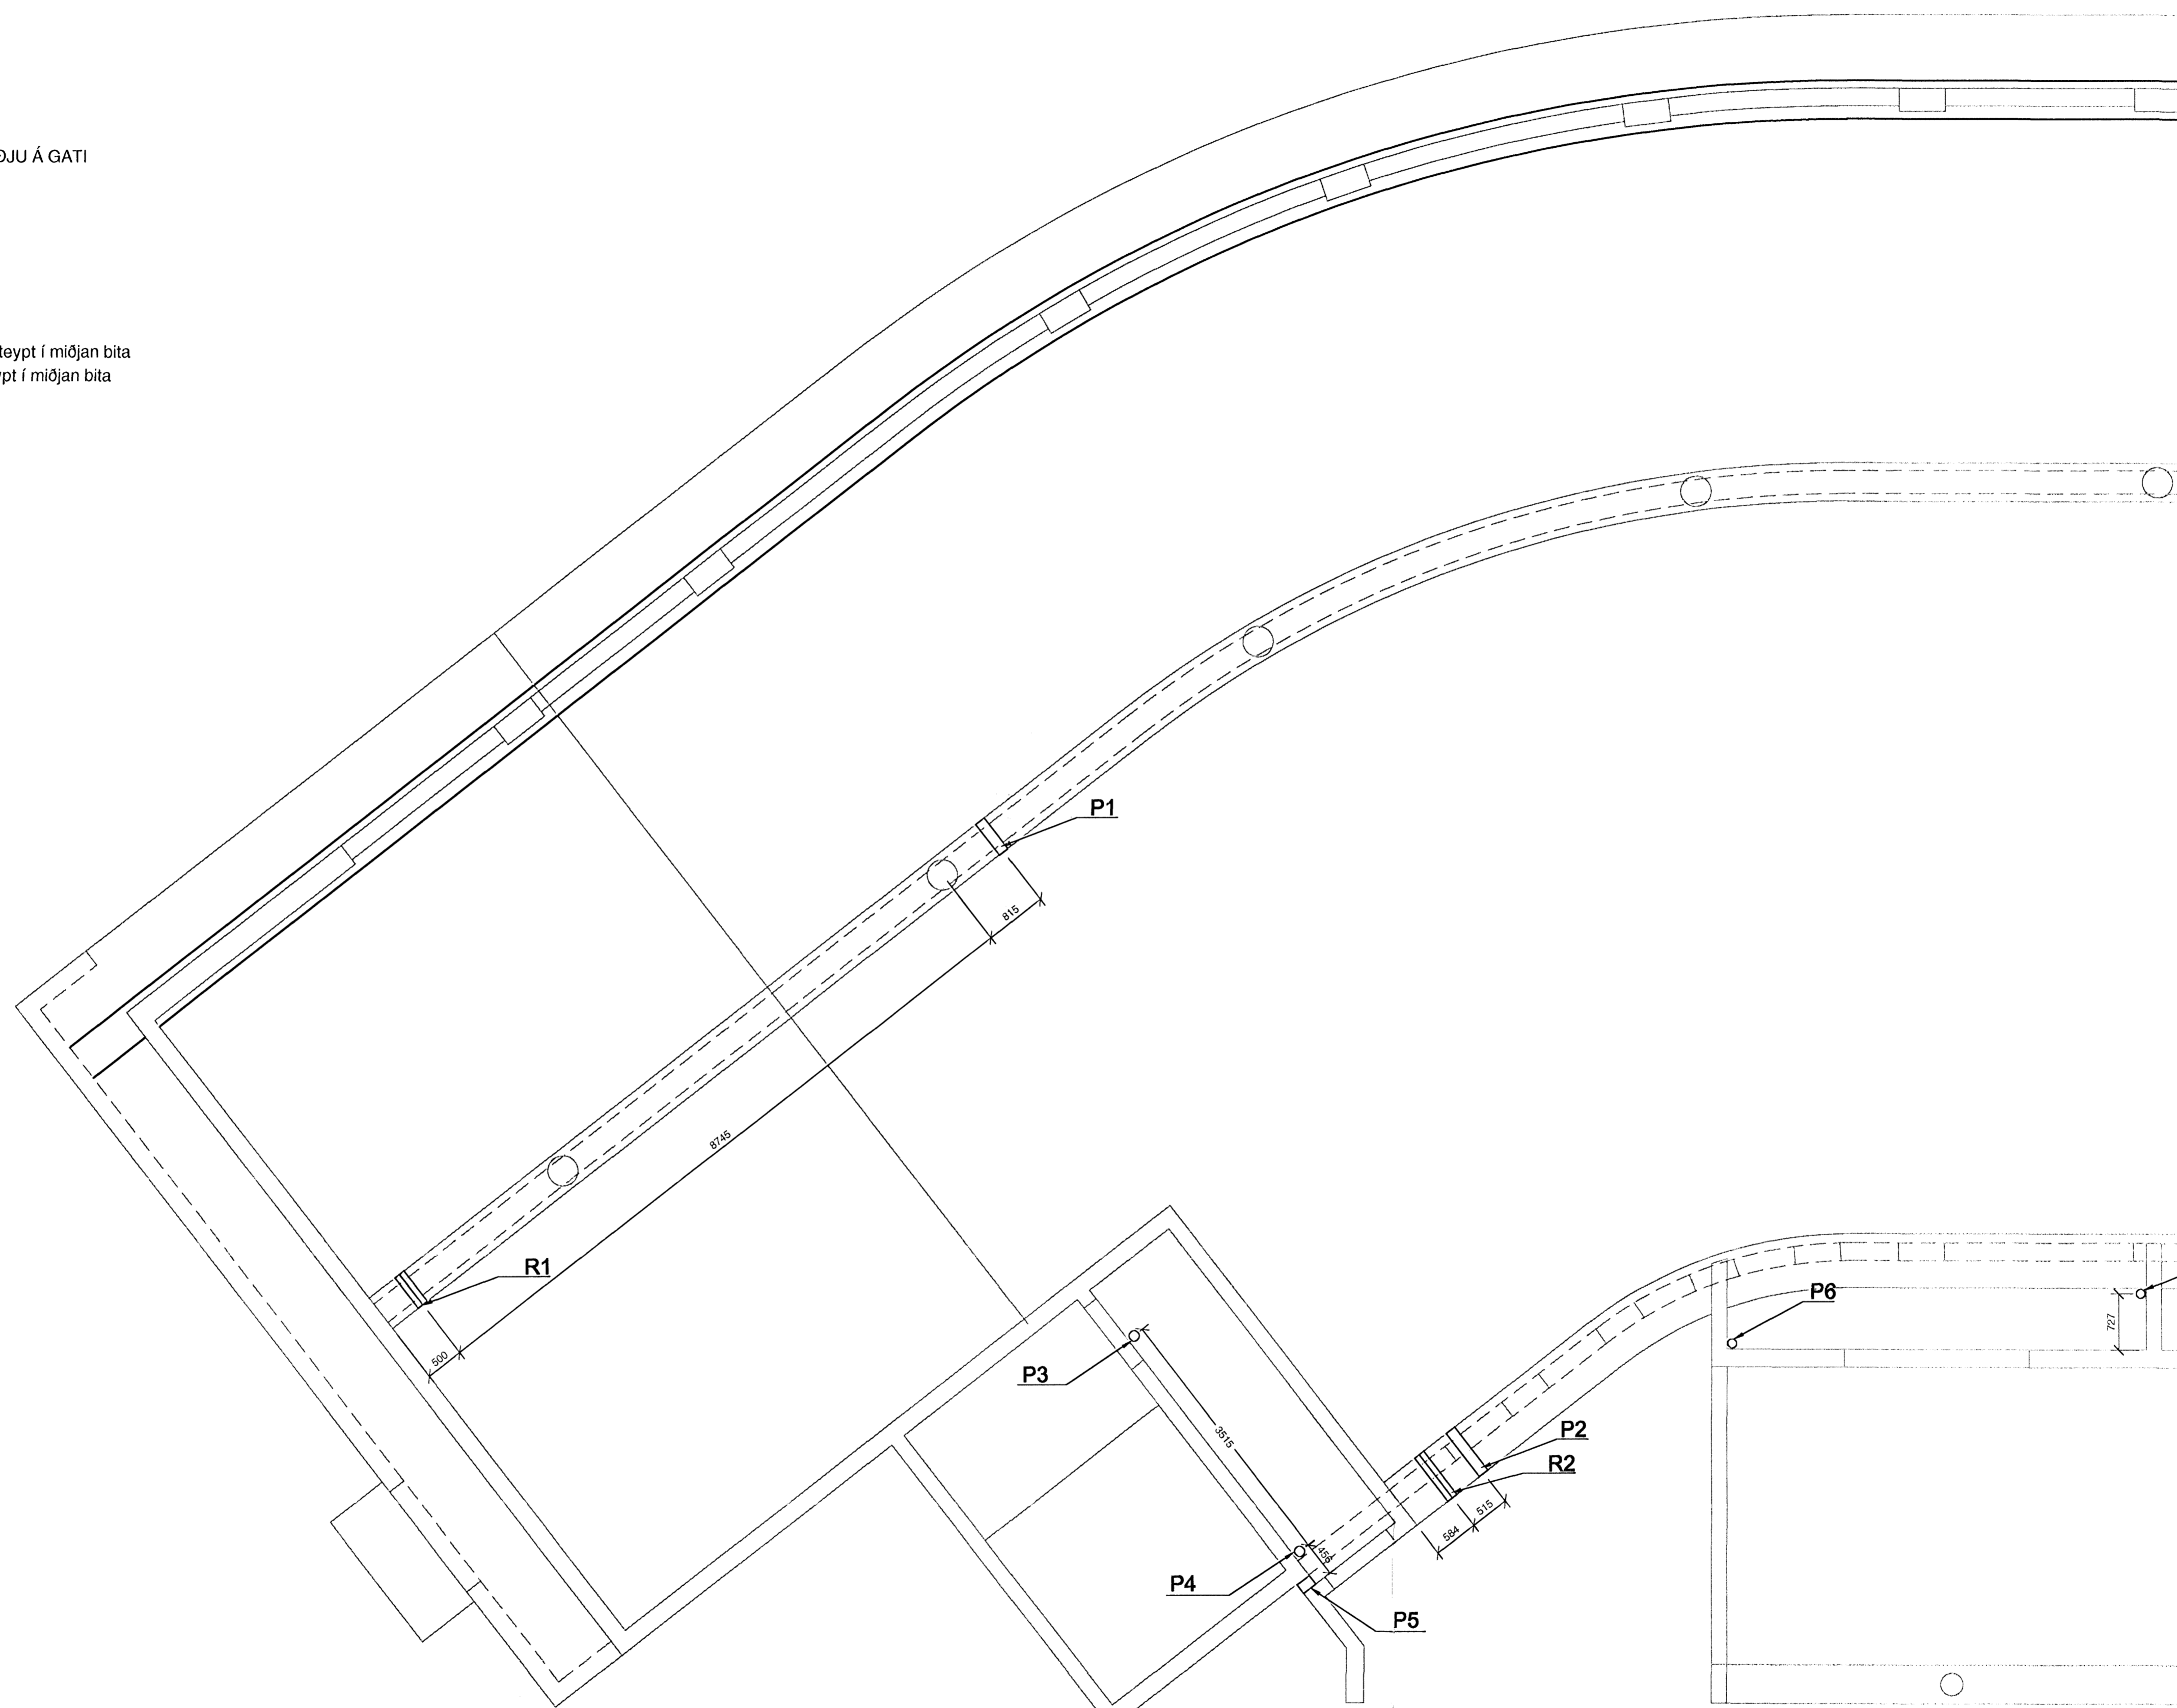 ÐJU Á GATI
teypt í miðjan bita
pt í miðjan bita
P1
815
8745
R1
500
P3
3515
P6
727
P2
R2
515
584
456
P4
P5